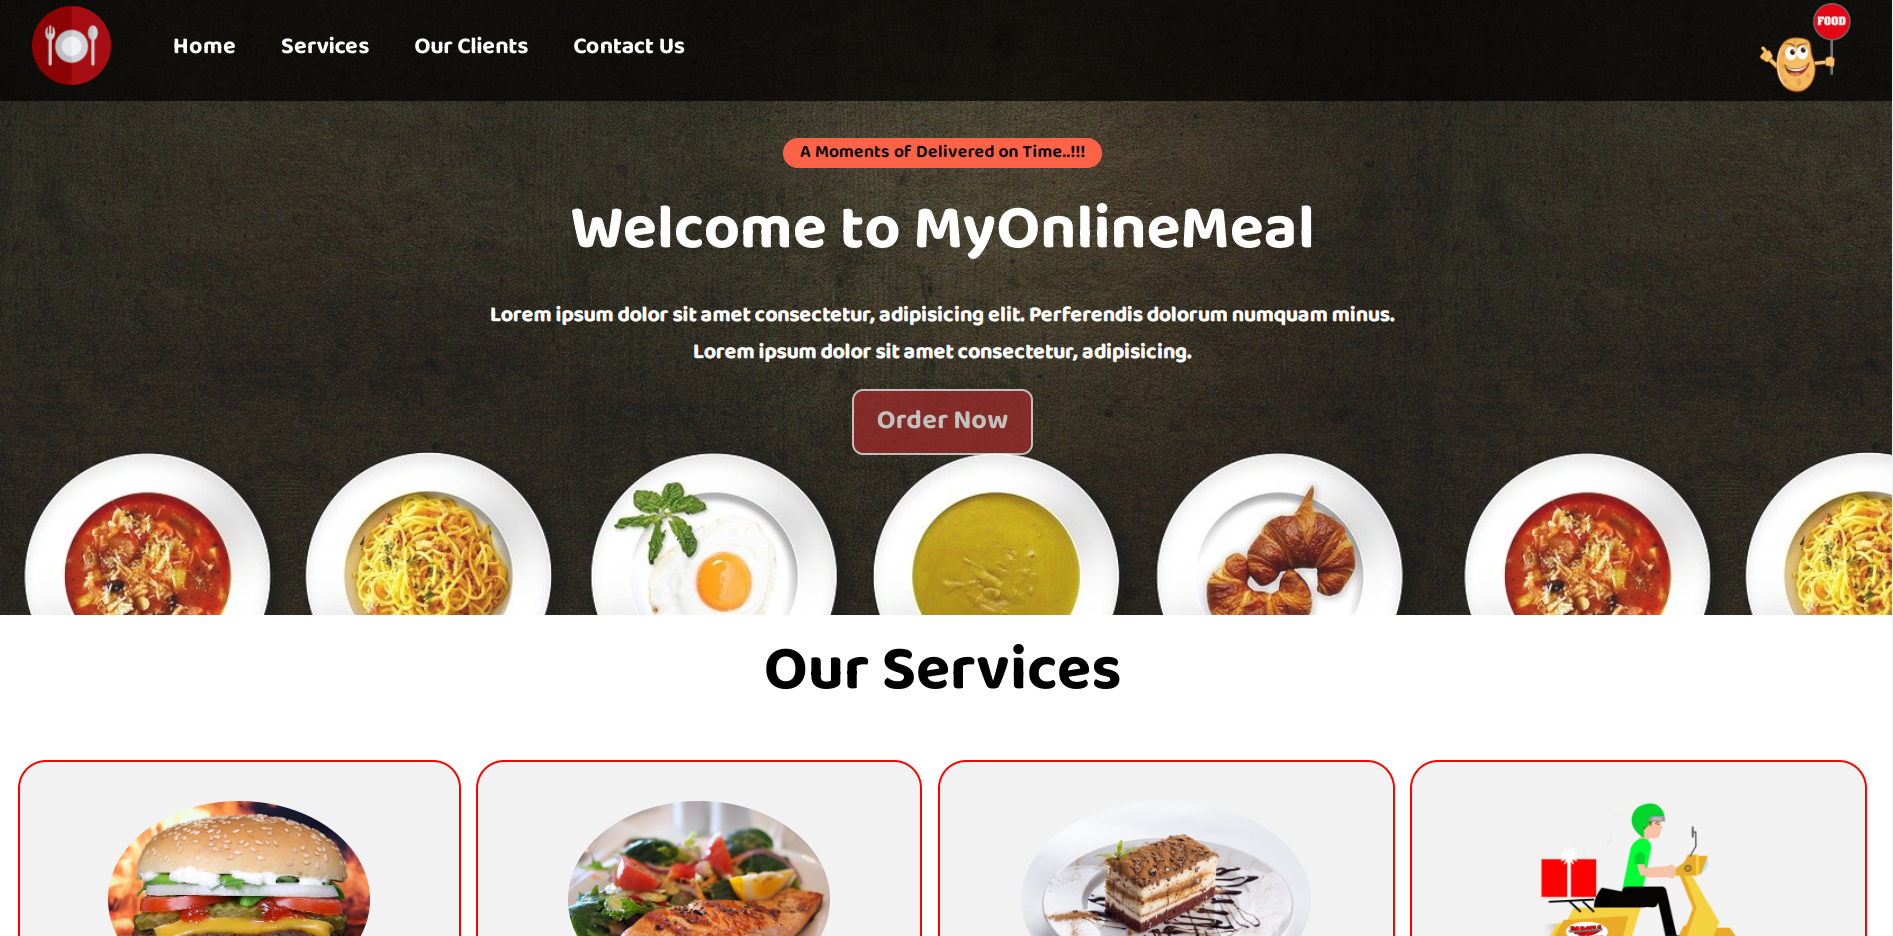 Home Services Our Clients Contact Us
FOOD
A Moments of Delivered on Time..!!!
Welcome to MyOnlineMeal
Lorem ipsum dolor sit amet consectetur, adipisicing elit. Perferendis dolorum numquam minus.
Lorem ipsum dolor sit amet consectetur, adipisicing.
Order Now
Our Services